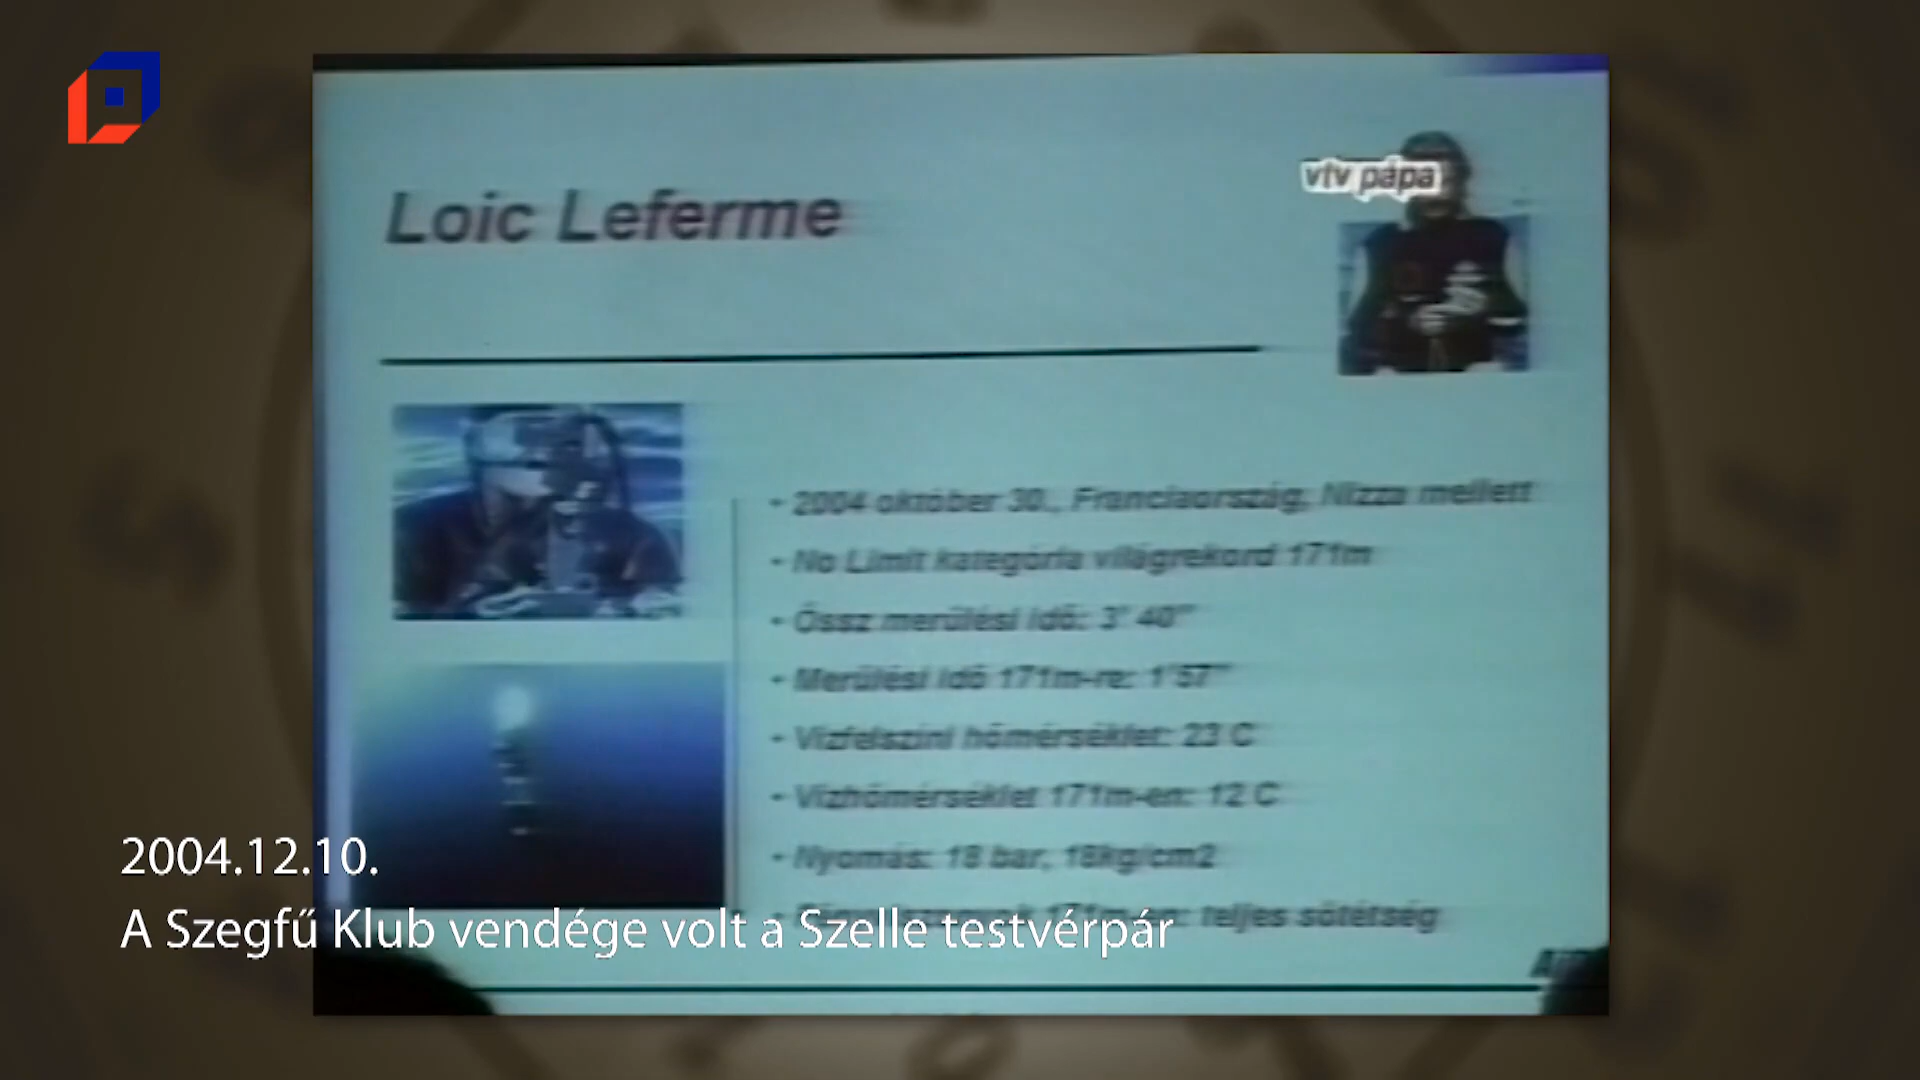 vtv pápa
Loic Leferme
• 2004 október 30., Franciaország, Nizza mellett
• No Limit kategória világrekord 171m
• Össz merülési idő: 3' 40"
• Merülési idő 171m-re: 1'57"
• Vízfelszíni hőmérséklet: 23 C
• Vízhőmérséklet 171m-en: 12 C
• Nyomás: 18 bar, 18kg/cm2
171m-en: teljes sötétség
2004.12.10.
A Szegfű Klub vendége volt a Szelle testvérpár